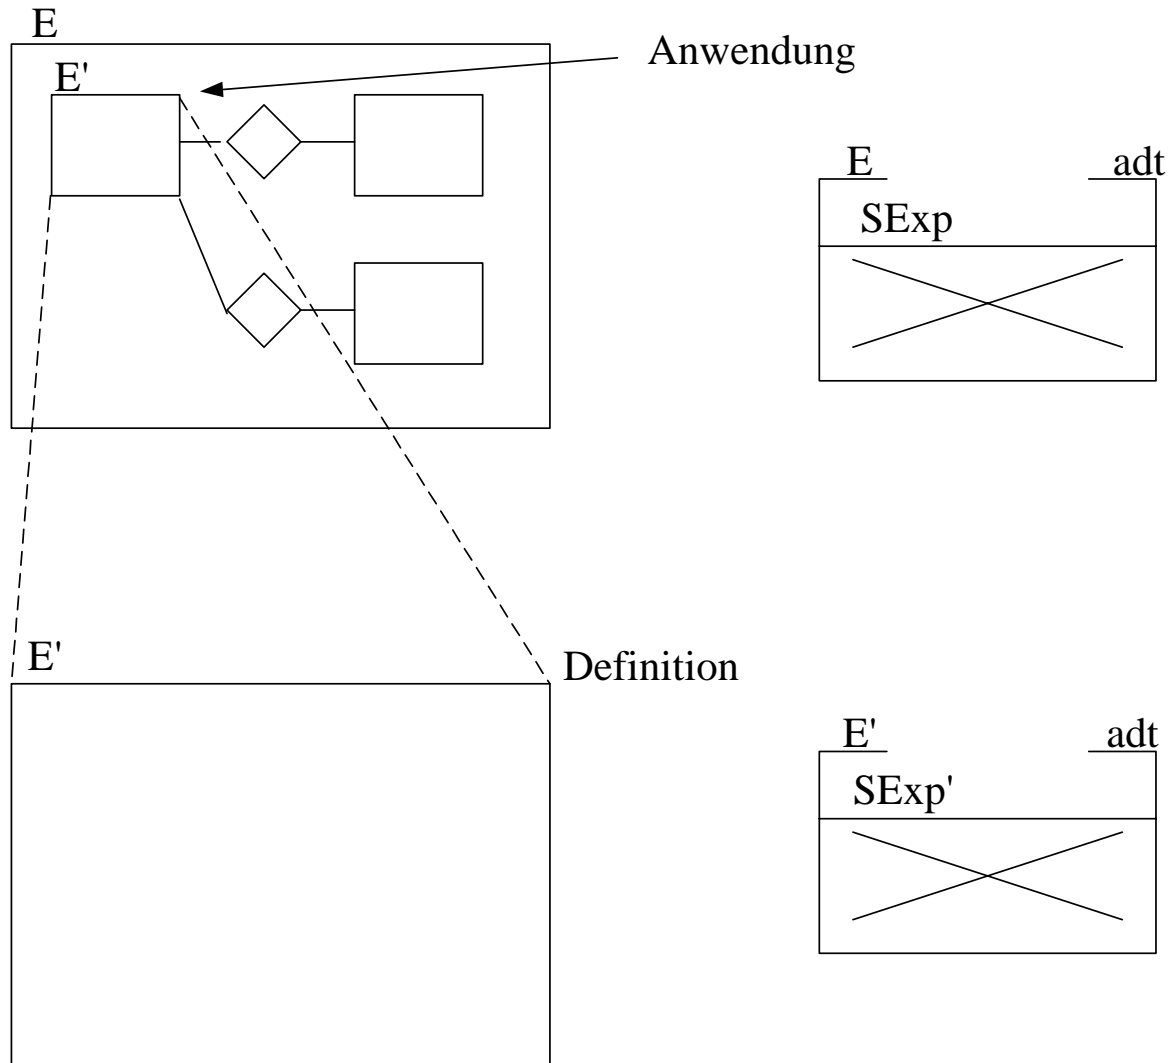 E
Anwendung
E'
E adt
SExp
E'
Definition
E' adt
SExp'